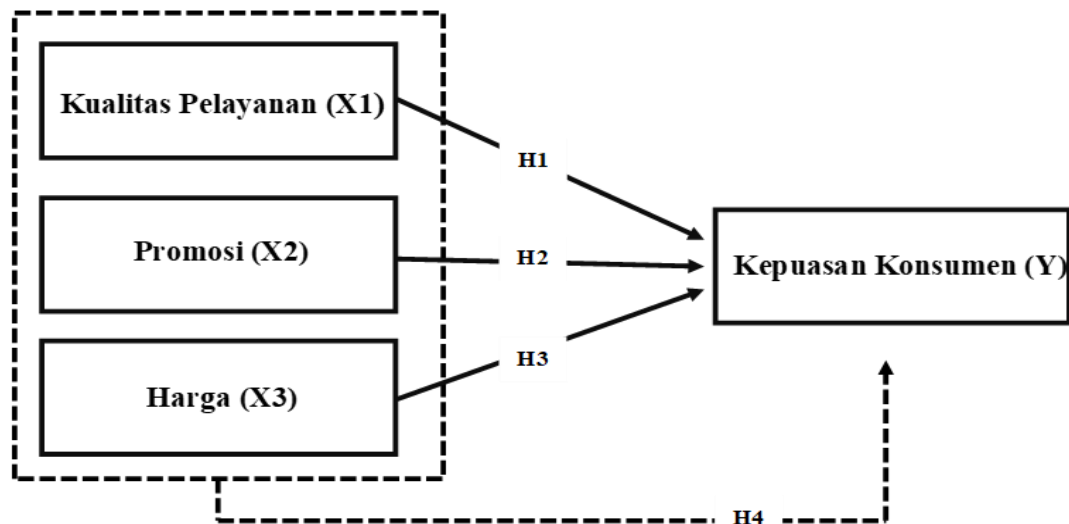 Kualitas Pelayanan (X1)
H1
Promosi (X2)
H2
Kepuasan Konsumen (Y)
H3
Harga (X3)
H4